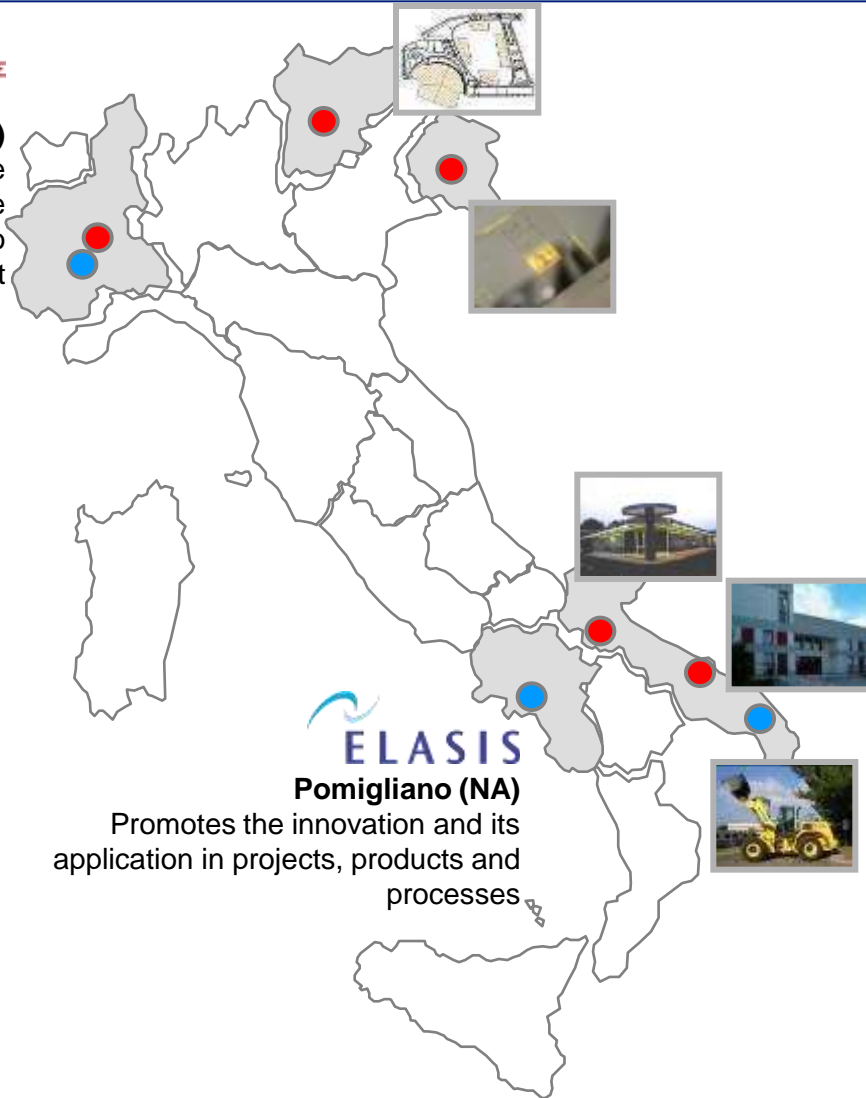 )
e
e
o
t
ELASIS
Pomigliano (NA)
Promotes the innovation and its
application in projects, products and
processes